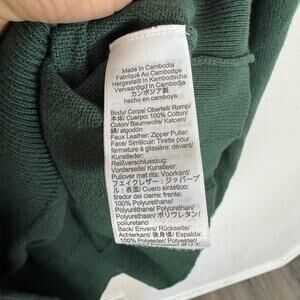 Made In Cambodia
Fabriqué Au Cambodge
Hergestellt In Kambodscha
Vervaardigd In Cambodja
カンボジア製
hecho en camboya
Body/ Corps/ Oberteil/ Romp/
本体/ Cuerpo: 100% Cotton/
Coton/ Baumwolle/ Katoen/
綿/ algodón
Faux Leather: Zipper Puller:
Face/ Similicuir: Tirette de
fermeture à glissière: devant/
Kunstleder:
Reißverschlusszug:
Vorderseite/ Kunstleder:
Pullover met rits: Voorzijde/
フェイクレザー: ジッパープ
ル: 表面/ Cuero sintético:
tirador del cierre: frente:
100% Polyurethane/
Polyuréthane/ Polyurethan/
Polyurethaan/ ポリウレタン/
poliuretano
Back/ Envers/ Rückseite/
Achterkant/ 後身頃/ Espalda:
100% Polyester/ Polyester/